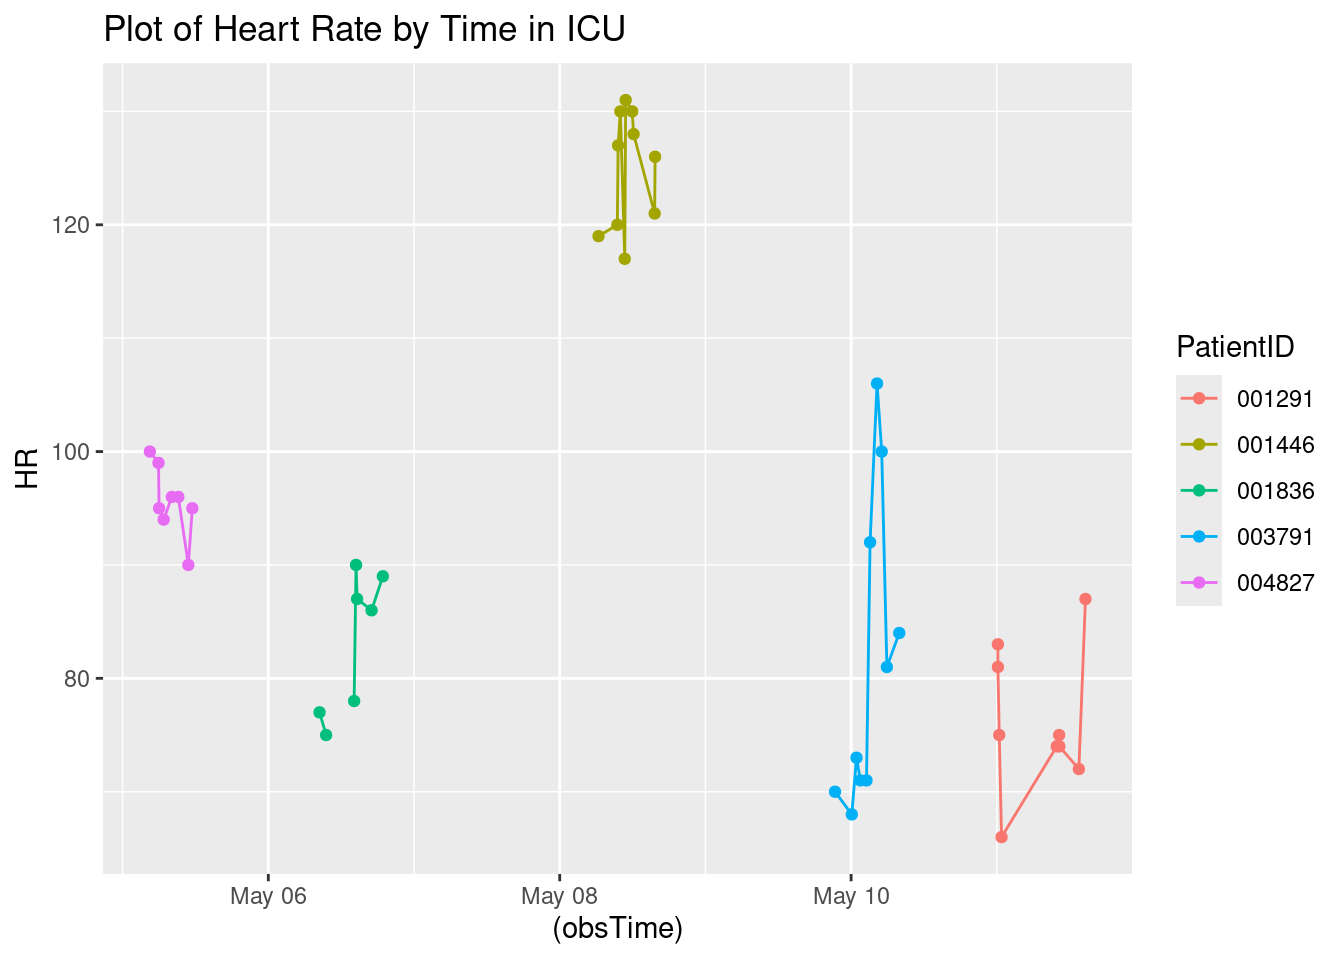 Plot of Heart Rate by Time in ICU
HR
120
100
80
May 06
May 08
May 10
(obsTime)
PatientID
001291
001446
001836
003791
004827